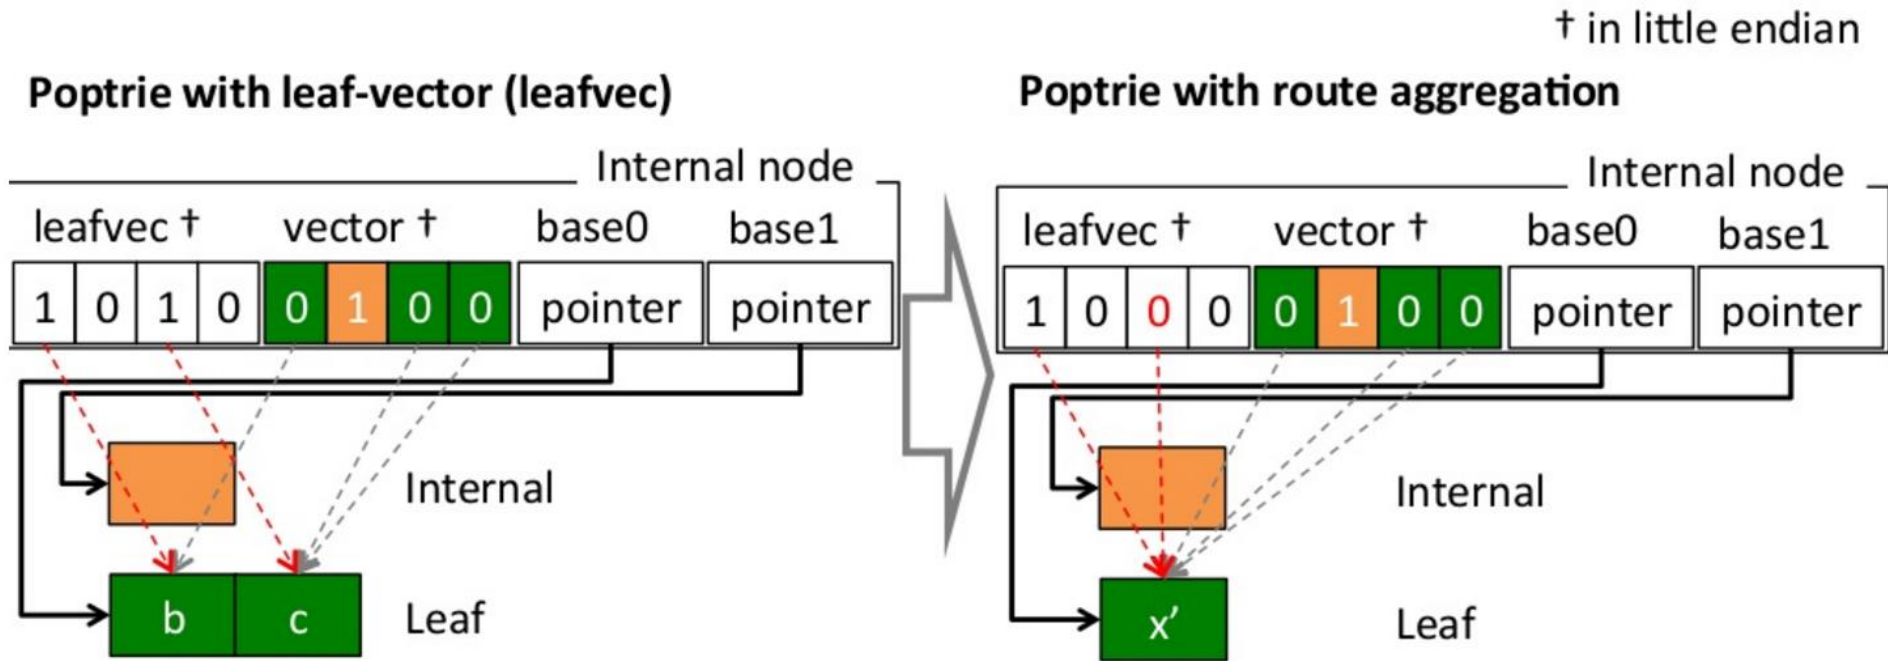 † in little endian
Poptrie with leaf-vector (leafvec)
Internal node
leafvec † vector † base0 base1
1 0 1 0 0 1 0 0 pointer pointer
Internal
b c Leaf
Poptrie with route aggregation
Internal node
leafvec † vector † base0 base1
1 0 0 0 0 1 0 0 pointer pointer
Internal
x’ Leaf